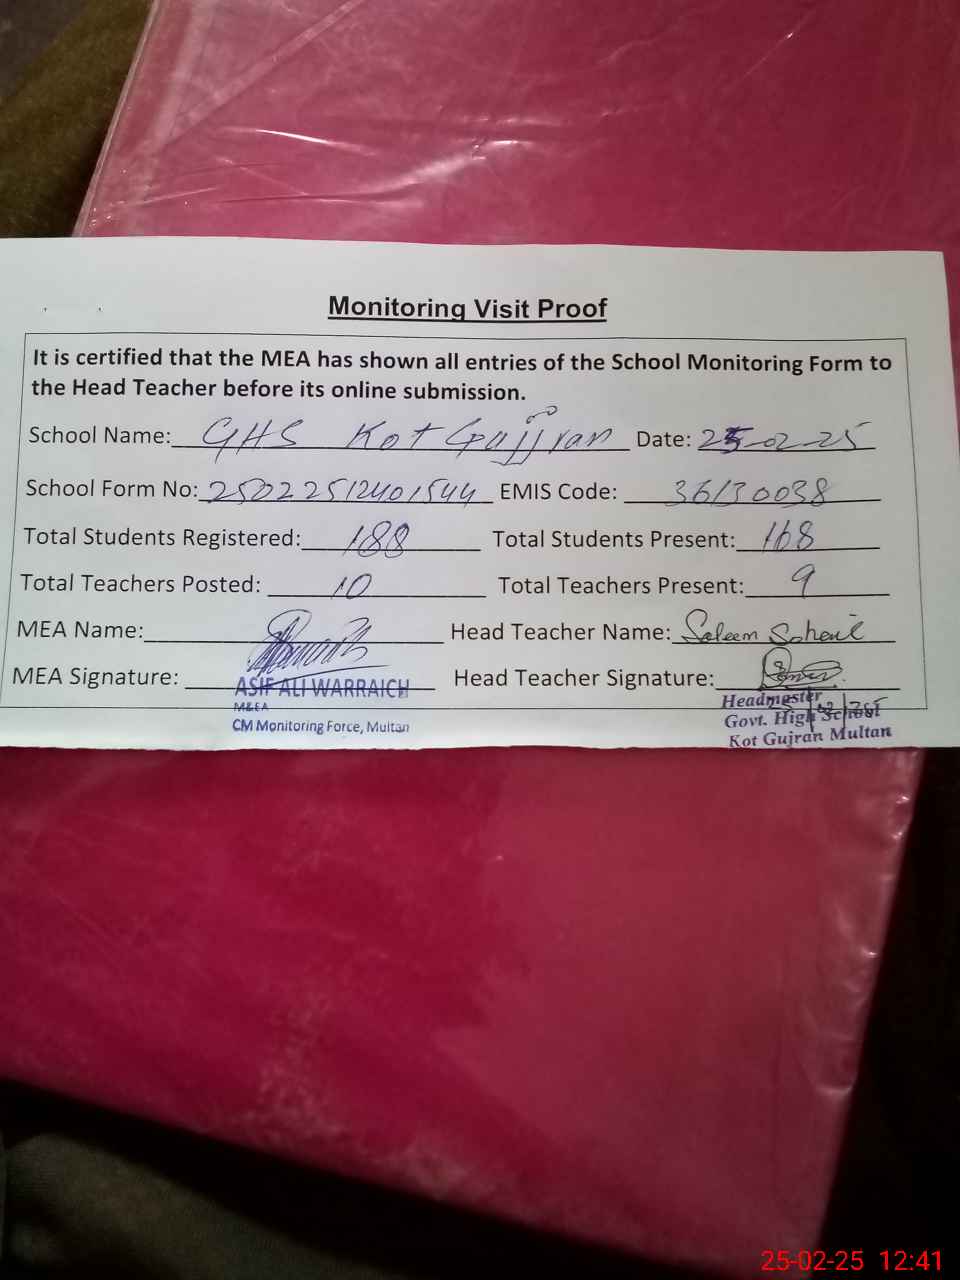 Monitoring Visit Proof
It is certified that the MEA has shown all entries of the School Monitoring Form to
the Head Teacher before its online submission.
School Name: GHS Kot Gujjran Date: 25-02-25
School Form No: 25022512401544 EMIS Code: 36130038
Total Students Registered: 188 Total Students Present: 168
Total Teachers Posted: 10 Total Teachers Present: 9
MEA Name: Head Teacher Name: Saleem Soheil
MEA Signature: Head Teacher Signature:
ASIF ALI WARRAICH
M&EA
CM Monitoring Force, Multan
Headmaster
Govt. High School
Kot Gujran Multan
25-02-25 12:41